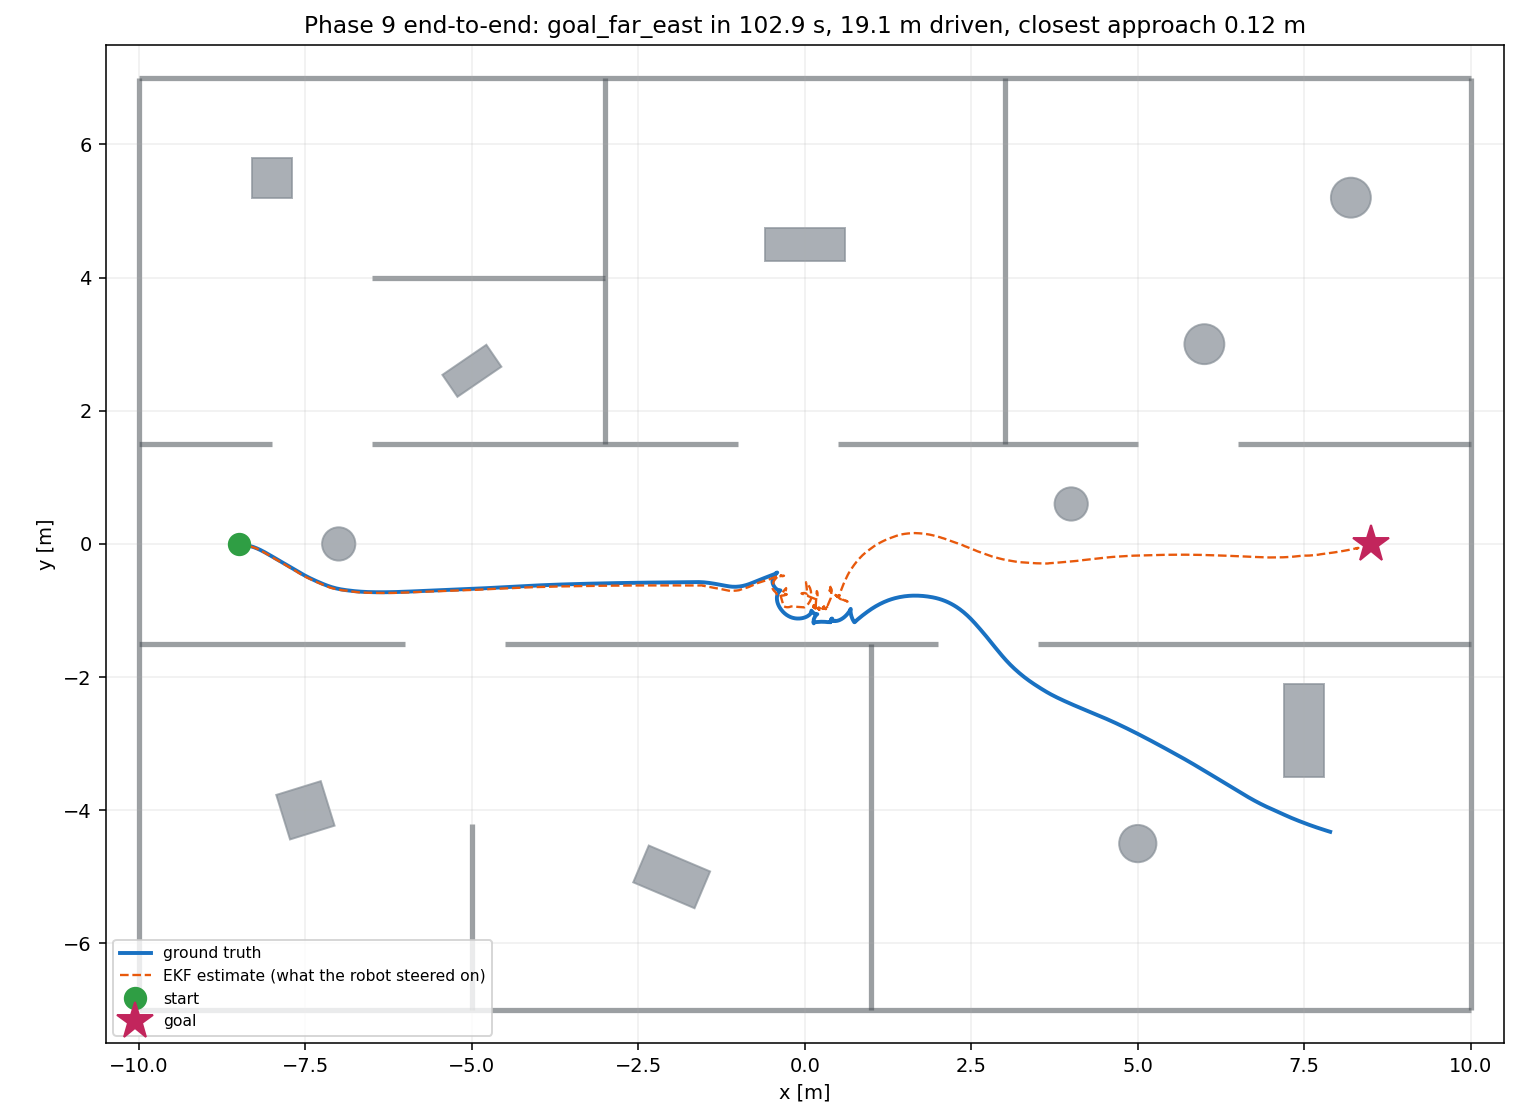 Phase 9 end-to-end: goal_far_east in 102.9 s, 19.1 m driven, closest approach 0.12 m
y [m]
6
4
2
0
−2
−4
−6
ground truth
EKF estimate (what the robot steered on)
start
goal
−10.0 −7.5 −5.0 −2.5 0.0 2.5 5.0 7.5 10.0
x [m]